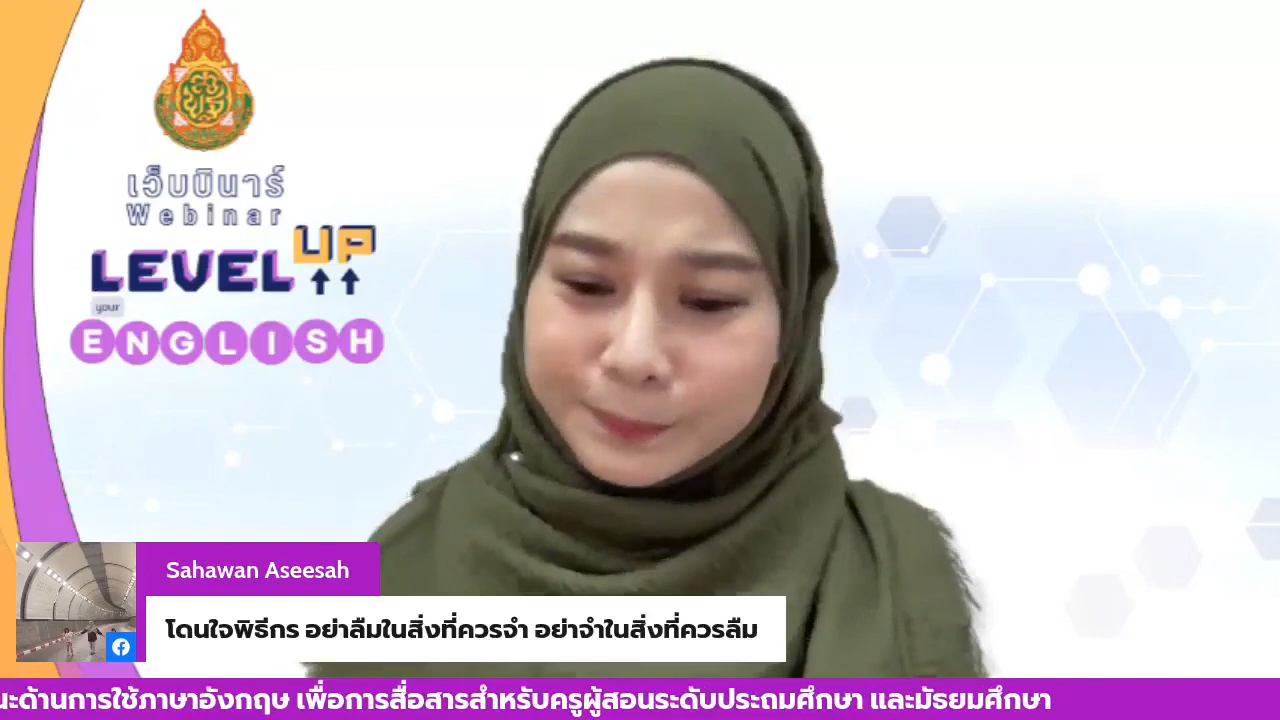 เว็บบินาร์
Webinar
LEVEL UP
your
ENGLISH
Sahawan Aseesah
โดนใจพิธีกร อย่าลืมในสิ่งที่ควรจำ อย่าจำในสิ่งที่ควรลืม
นะด้านการใช้ภาษาอังกฤษ เพื่อการสื่อสารสำหรับครูผู้สอนระดับประถมศึกษา และมัธยมศึกษา